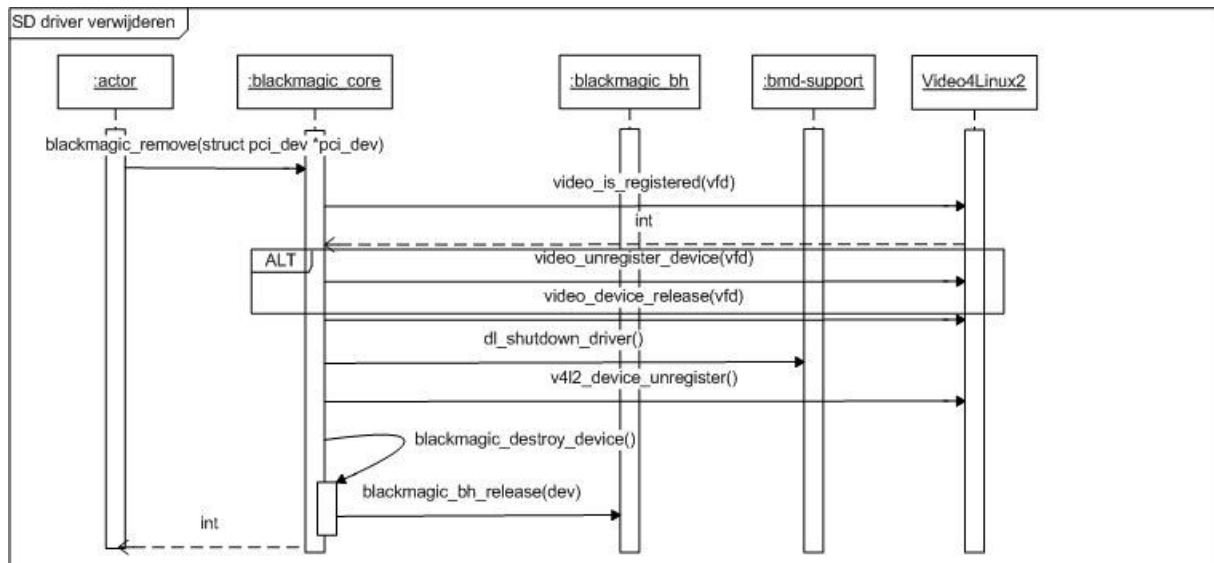 SD driver verwijderen
:actor
:blackmagic_core
:blackmagic_bh
:bmd-support
Video4Linux2
blackmagic_remove(struct pci_dev *pci_dev)
video_is_registered(vfd)
int
ALT
video_unregister_device(vfd)
video_device_release(vfd)
dl_shutdown_driver()
v4l2_device_unregister()
blackmagic_destroy_device()
blackmagic_bh_release(dev)
int